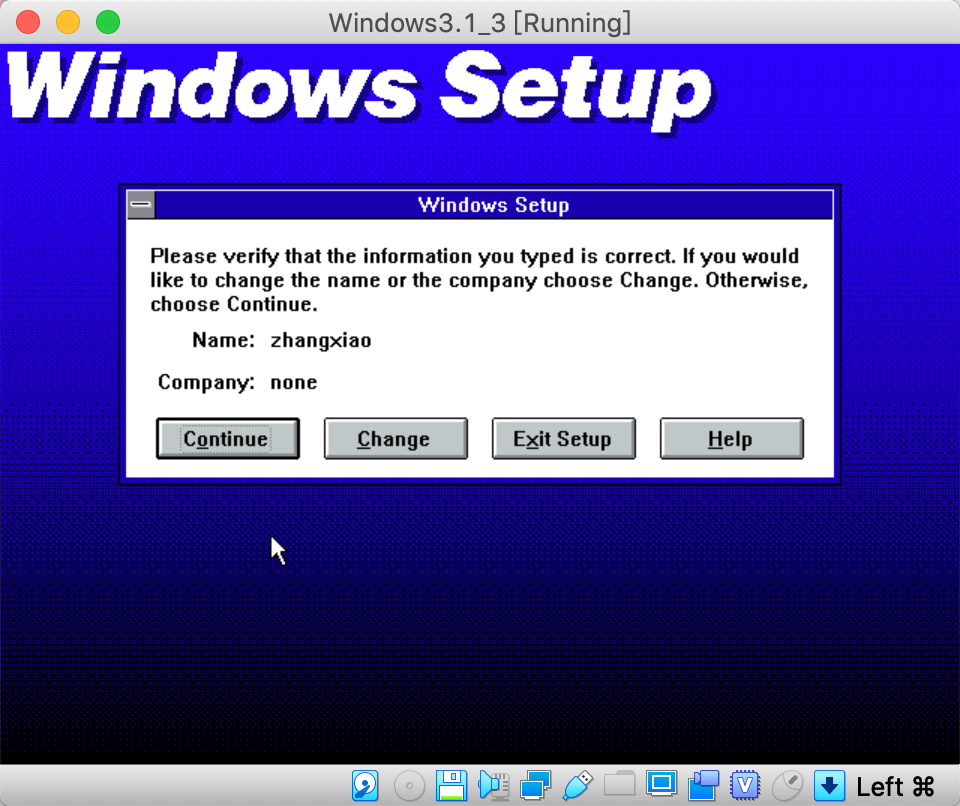 Windows3.1_3 [Running]
Windows Setup
Windows Setup
Please verify that the information you typed is correct. If you would
like to change the name or the company choose Change. Otherwise,
choose Continue.
Name: zhangxiao
Company: none
Continue Change Exit Setup Help
V Left ⌘